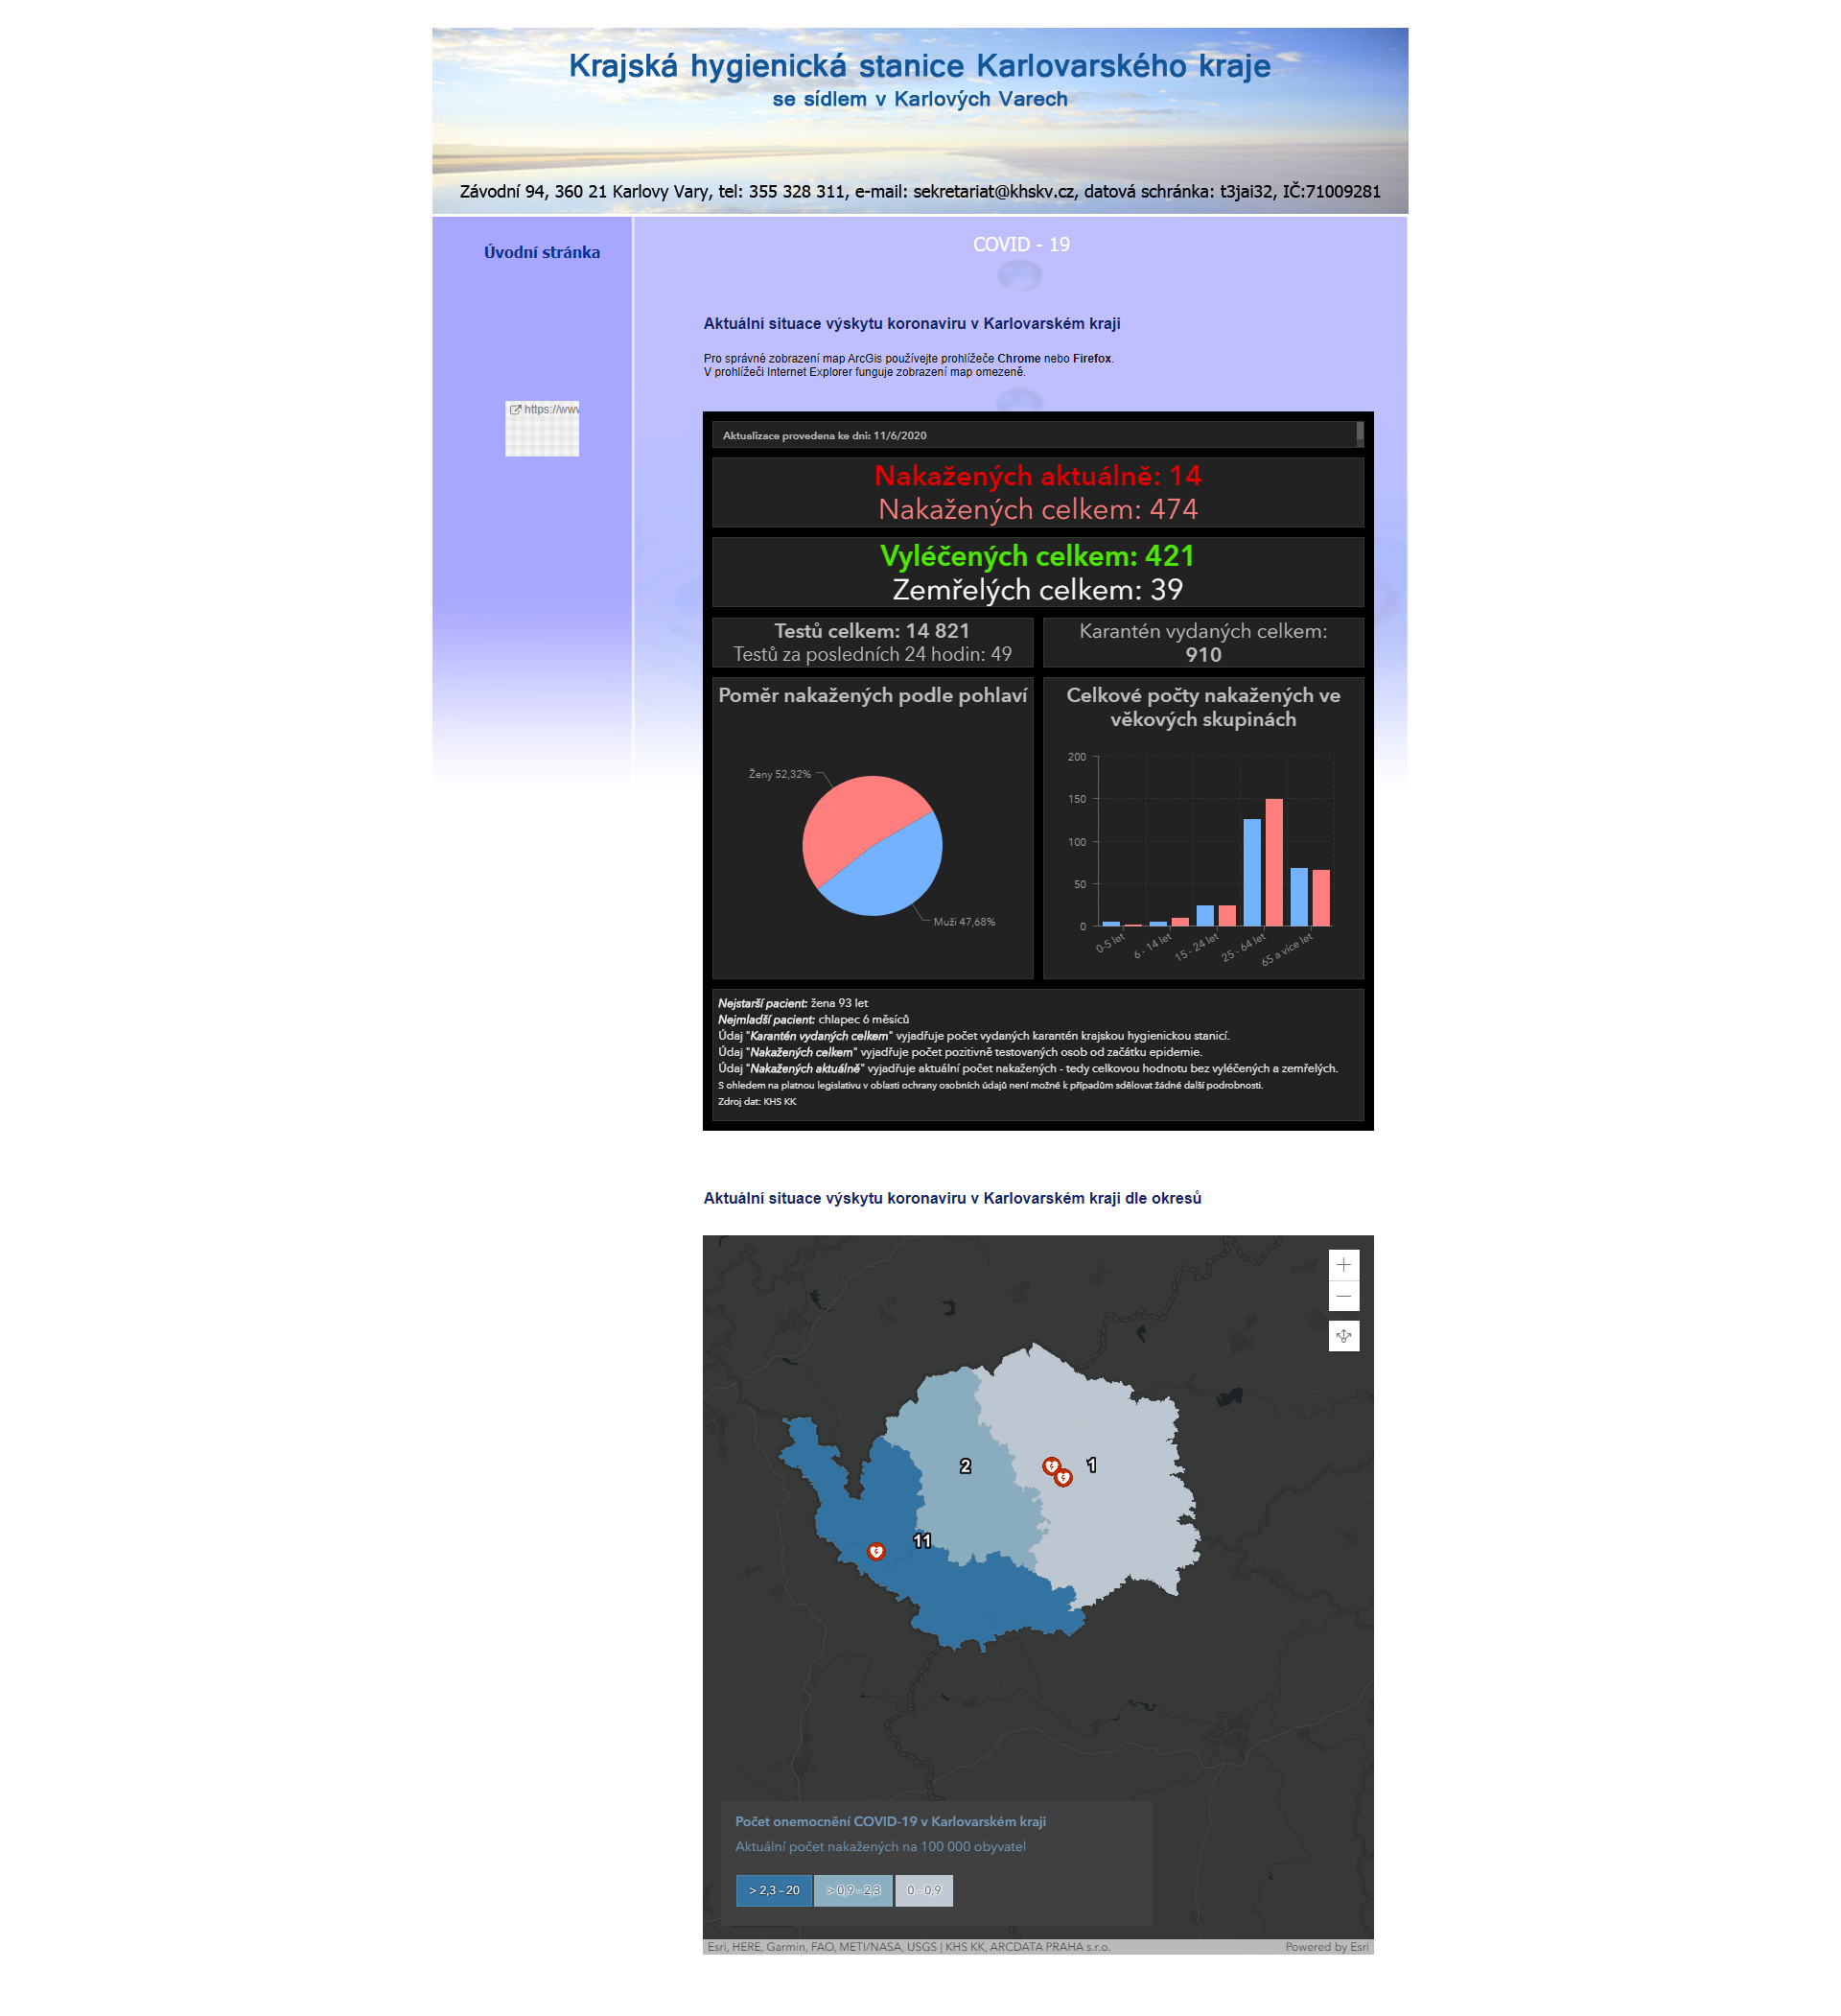 Krajská hygienická stanice Karlovarského kraje
se sídlem v Karlových Varech
Závodní 94, 360 21 Karlovy Vary, tel: 355 328 311, e-mail: sekretariat@khskv.cz, datová schránka: t3jai32, IČ:71009281
Úvodní stránka
https://www
COVID - 19
Aktuální situace výskytu koronaviru v Karlovarském kraji
Pro správné zobrazení map ArcGis používejte prohlížeče Chrome nebo Firefox.
V prohlížeči Internet Explorer funguje zobrazení map omezeně.
Aktualizace provedena ke dni: 11/6/2020
Nakažených aktuálně: 14
Nakažených celkem: 474
Vyléčených celkem: 421
Zemřelých celkem: 39
Testů celkem: 14 821
Testů za posledních 24 hodin: 49
Karantén vydaných celkem:
910
Poměr nakažených podle pohlaví
Ženy 52,32%
Muži 47,68%
Celkové počty nakažených ve
věkových skupinách
200
150
100
50
0
0-5 let
6 - 14 let
15 - 24 let
25 - 64 let
65 a více let
Nejstarší pacient: žena 93 let
Nejmladší pacient: chlapec 6 měsíců
Údaj "Karantén vydaných celkem" vyjadřuje počet vydaných karantén krajskou hygienickou stanicí.
Údaj "Nakažených celkem" vyjadřuje počet pozitivně testovaných osob od začátku epidemie.
Údaj "Nakažených aktuálně" vyjadřuje aktuální počet nakažených - tedy celkovou hodnotu bez vyléčených a zemřelých.
S ohledem na platnou legislativu v oblasti ochrany osobních údajů není možné k případům sdělovat žádné další podrobnosti.
Zdroj dat: KHS KK
Aktuální situace výskytu koronaviru v Karlovarském kraji dle okresů
2
1
11
Počet onemocnění COVID-19 v Karlovarském kraji
Aktuální počet nakažených na 100 000 obyvatel
> 2,3 – 20
> 0,9 – 2,3
0 – 0,9
Esri, HERE, Garmin, FAO, METI/NASA, USGS | KHS KK, ARCDATA PRAHA s.r.o.
Powered by Esri